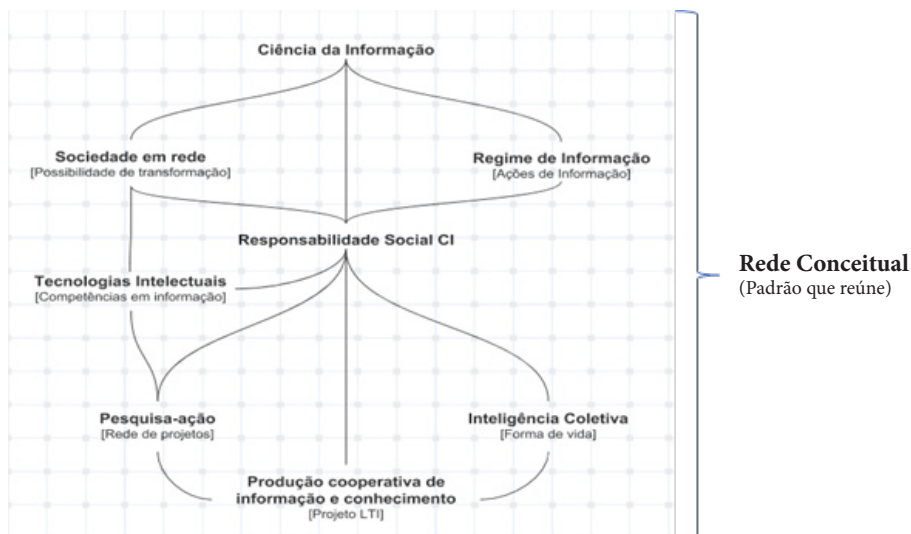 Ciência da Informação
Sociedade em rede
[Possibilidade de transformação]
Regime de Informação
[Ações de Informação]
Responsabilidade Social CI
Tecnologias Intelectuais
[Competências em informação]
Rede Conceitual
(Padrão que reúne)
Pesquisa-ação
[Rede de projetos]
Inteligência Coletiva
[Forma de vida]
Produção cooperativa de
informação e conhecimento
[Projeto LTI]